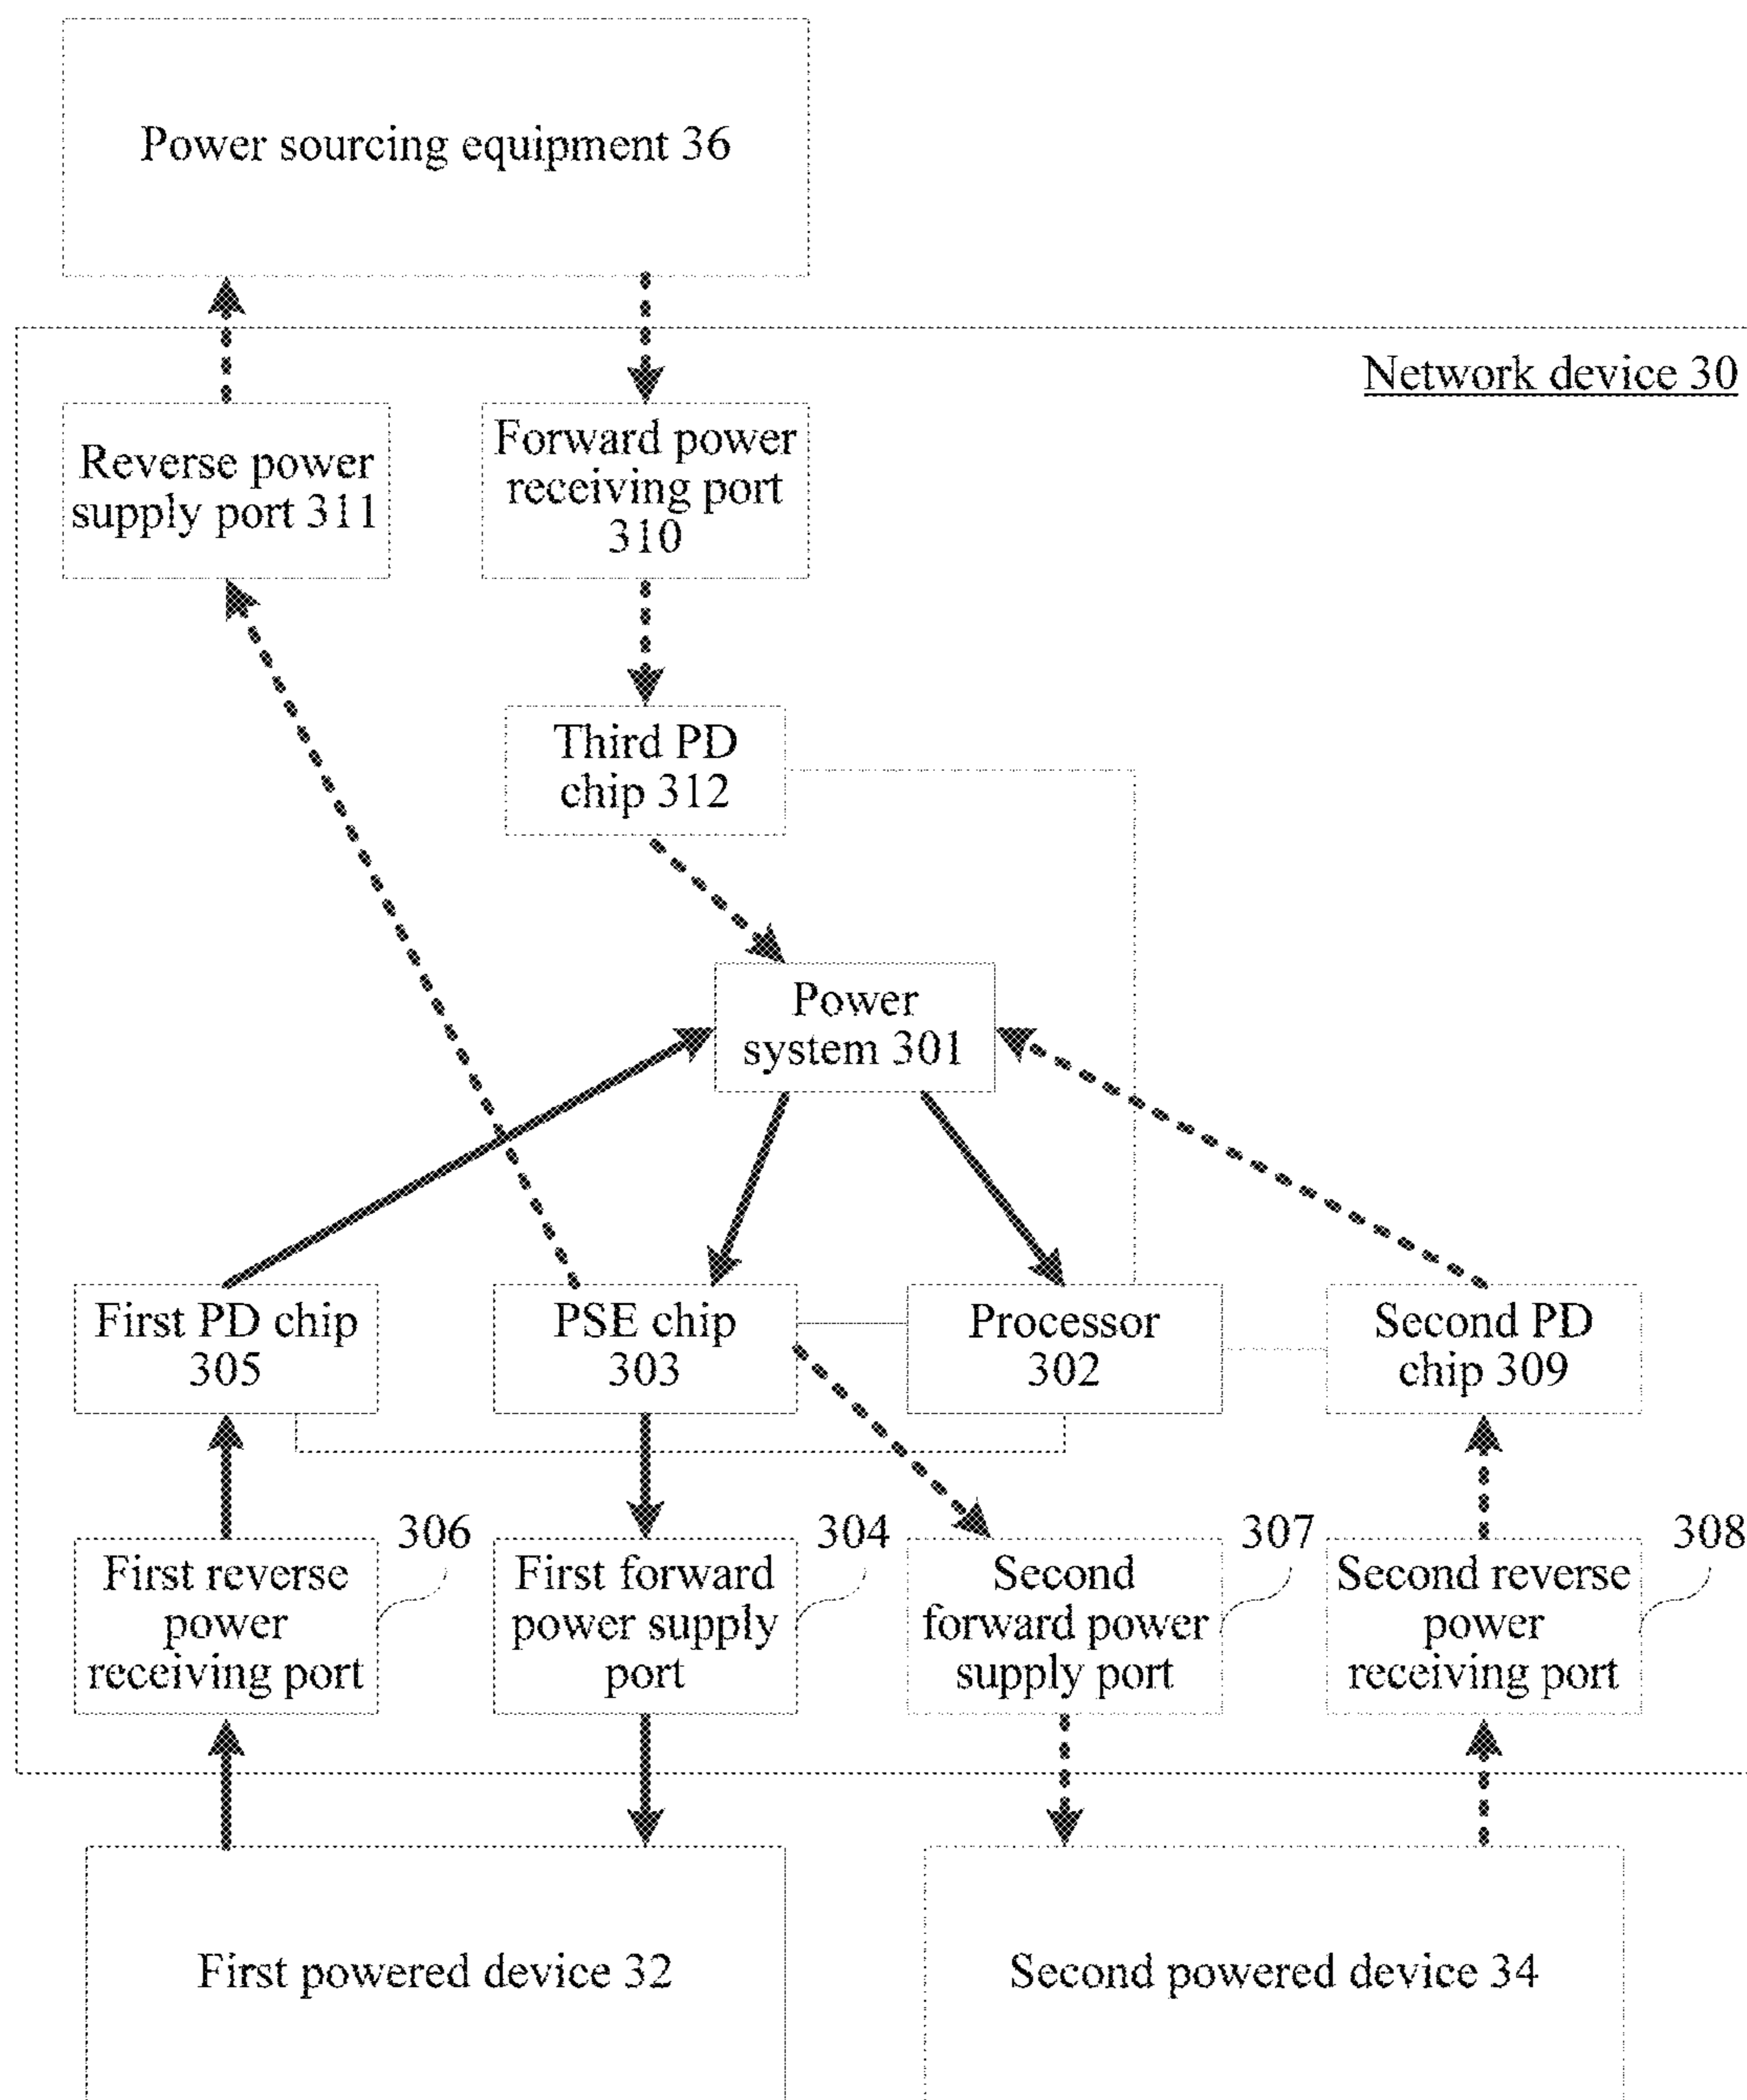 Power sourcing equipment 36
Network device 30
Reverse power
supply port 311
Forward power
receiving port
310
Third PD
chip 312
Power
system 301
First PD chip
305
PSE chip
303
Processor
302
Second PD
chip 309
306
First reverse
power
receiving port
304
First forward
power supply
port
307
Second
forward power
supply port
308
Second reverse
power
receiving port
First powered device 32
Second powered device 34